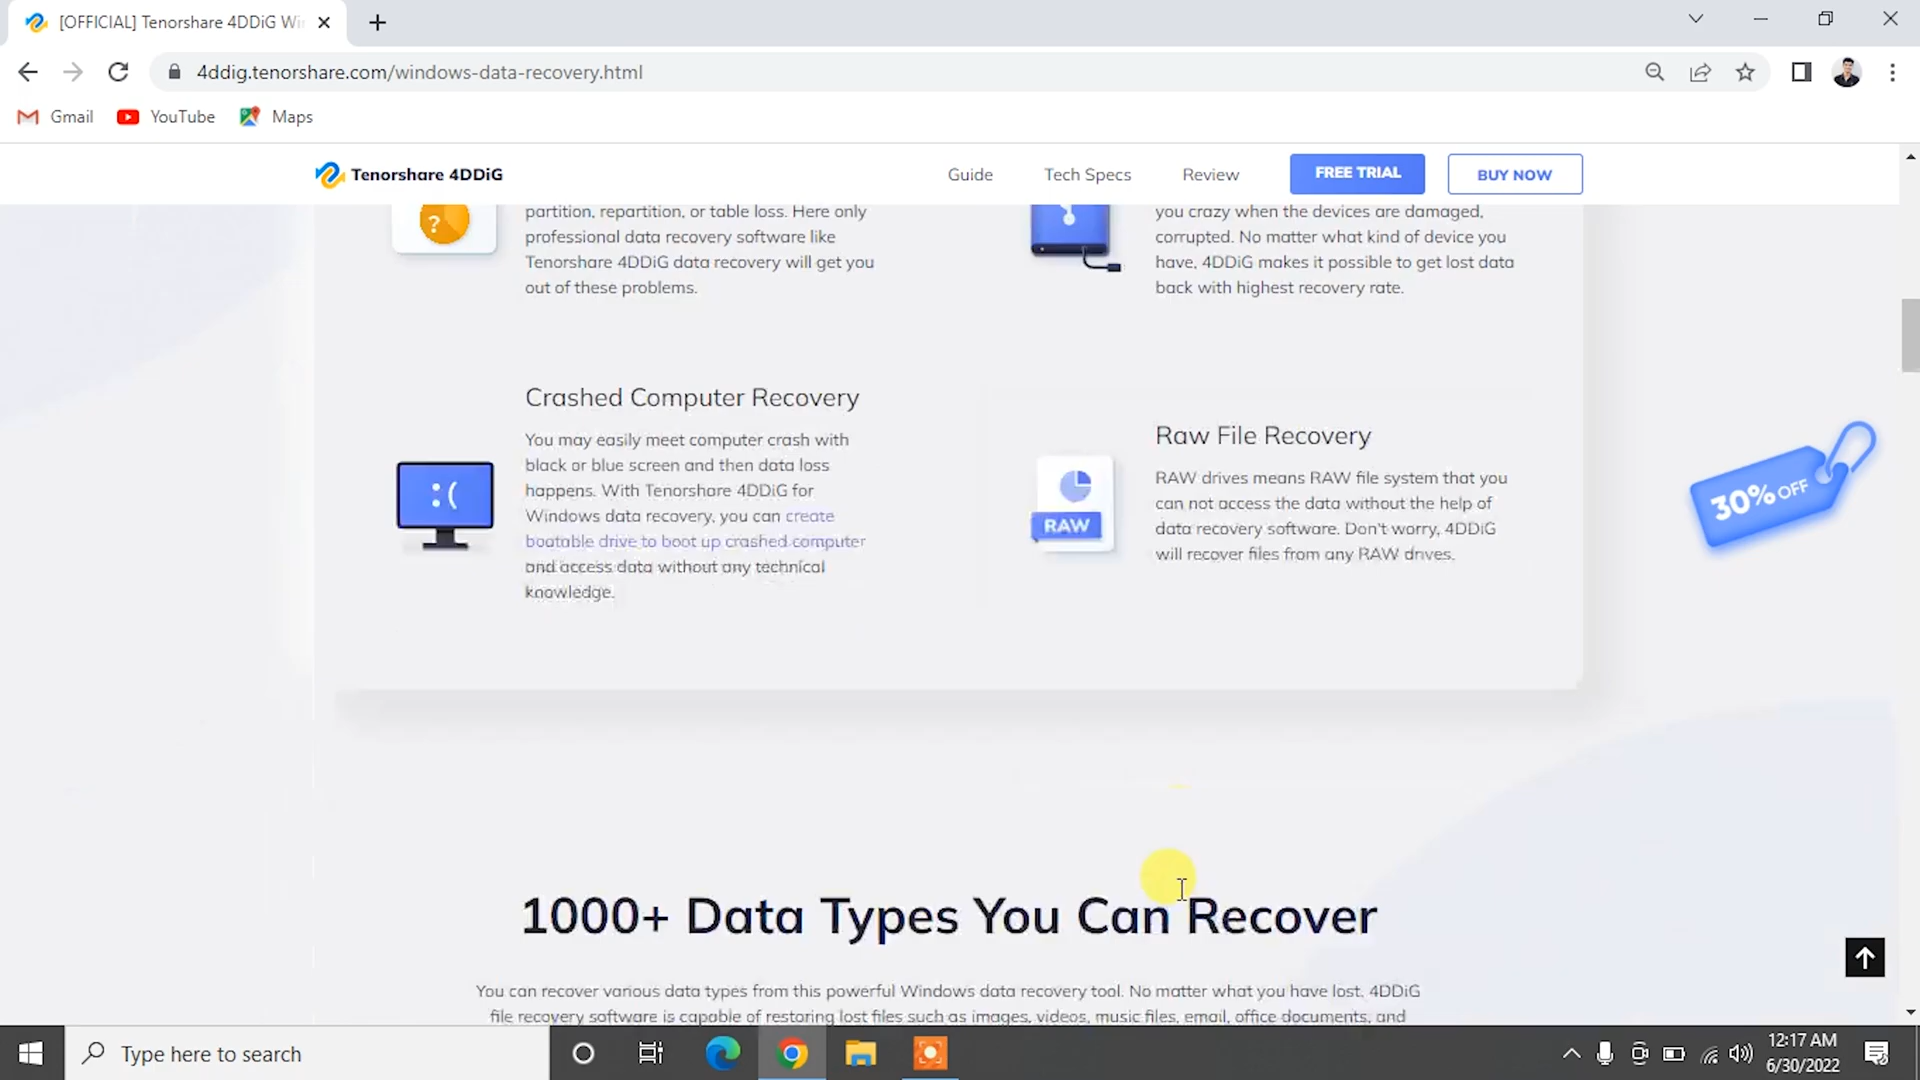 [OFFICIAL] Tenorshare 4DDiG Wi
4ddig.tenorshare.com/windows-data-recovery.html
Gmail
YouTube
Maps
Tenorshare 4DDiG
Guide
Tech Specs
Review
FREE TRIAL
BUY NOW
partition, repartition, or table loss. Here only
professional data recovery software like
Tenorshare 4DDiG data recovery will get you
out of these problems.
you crazy when the devices are damaged,
corrupted. No matter what kind of device you
have, 4DDiG makes it possible to get lost data
back with highest recovery rate.
?
Crashed Computer Recovery
You may easily meet computer crash with
black or blue screen and then data loss
happens. With Tenorshare 4DDiG for
Windows data recovery, you can create
bootable drive to boot up crashed computer
and access data without any technical
knowledge.
:(
Raw File Recovery
RAW drives means RAW file system that you
can not access the data without the help of
data recovery software. Don't worry, 4DDiG
will recover files from any RAW drives.
RAW
30% OFF
1000+ Data Types You Can Recover
You can recover various data types from this powerful Windows data recovery tool. No matter what you have lost, 4DDiG
file recovery software is capable of restoring lost files such as images, videos, music files, email, office documents, and
Type here to search
12:17 AM
6/30/2022